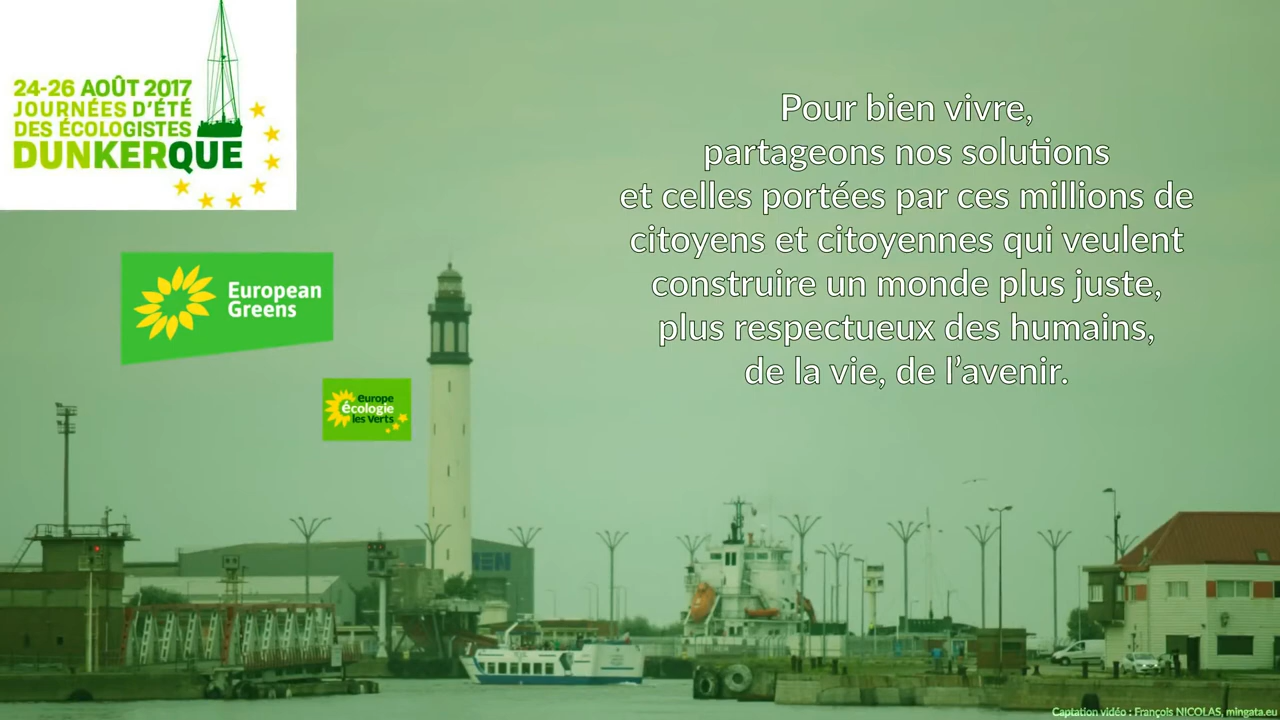 24-26 AOÛT 2017
JOURNÉES D'ÉTÉ
DES ÉCOLOGISTES
DUNKERQUE
Pour bien vivre,
partageons nos solutions
et celles portées par ces millions de
citoyens et citoyennes qui veulent
construire un monde plus juste,
plus respectueux des humains,
de la vie, de l’avenir.
European
Greens
europe
écologie
les Verts
Captation vidéo : François NICOLAS, mingata.eu